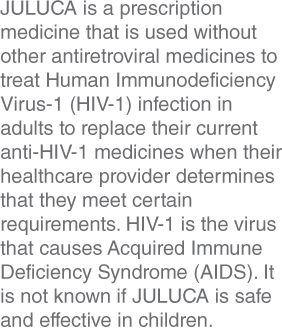 JULUCA is a prescription
medicine that is used without
other antiretroviral medicines to
treat Human Immunodeficiency
Virus-1 (HIV-1) infection in
adults to replace their current
anti-HIV-1 medicines when their
healthcare provider determines
that they meet certain
requirements. HIV-1 is the virus
that causes Acquired Immune
Deficiency Syndrome (AIDS). It
is not known if JULUCA is safe
and effective in children.